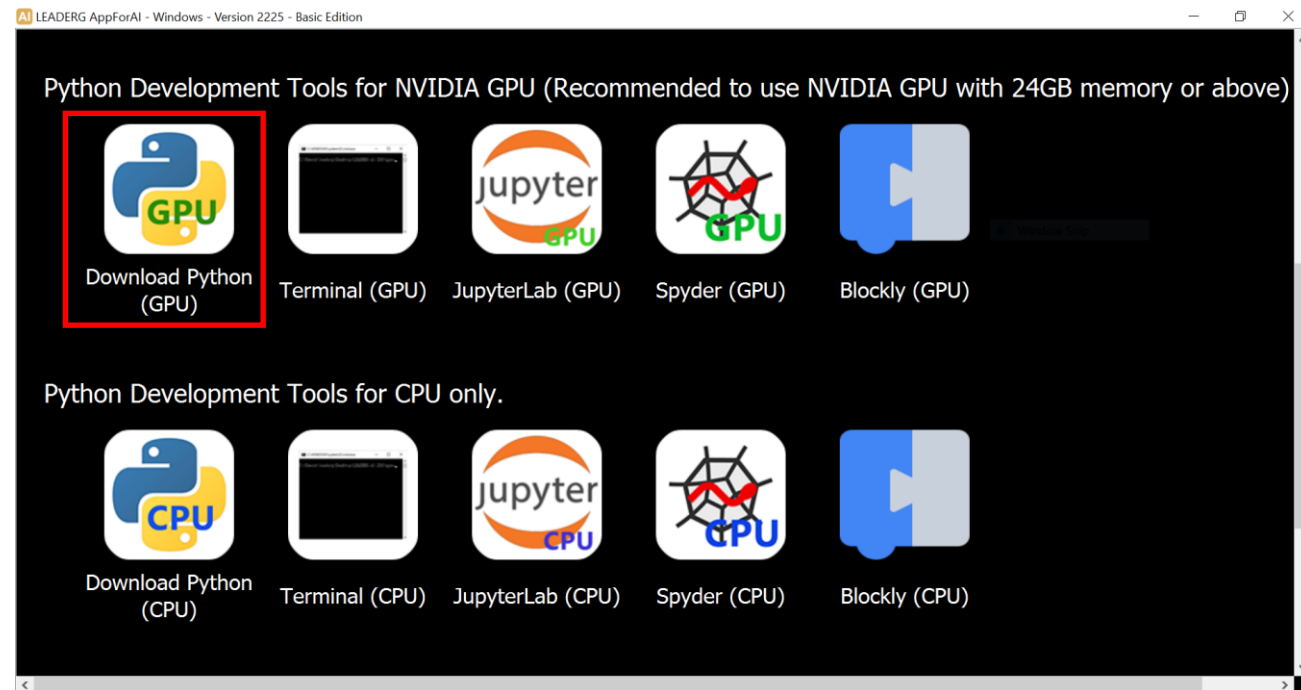 AI LEADERG AppForAI - Windows - Version 2225 - Basic Edition
Python Development Tools for NVIDIA GPU (Recommended to use NVIDIA GPU with 24GB memory or above)
GPU
jupyter
GPU
GPU
Download Python
(GPU)
Terminal (GPU)
JupyterLab (GPU)
Spyder (GPU)
Blockly (GPU)
Python Development Tools for CPU only.
CPU
jupyter
CPU
CPU
Download Python
(CPU)
Terminal (CPU)
JupyterLab (CPU)
Spyder (CPU)
Blockly (CPU)